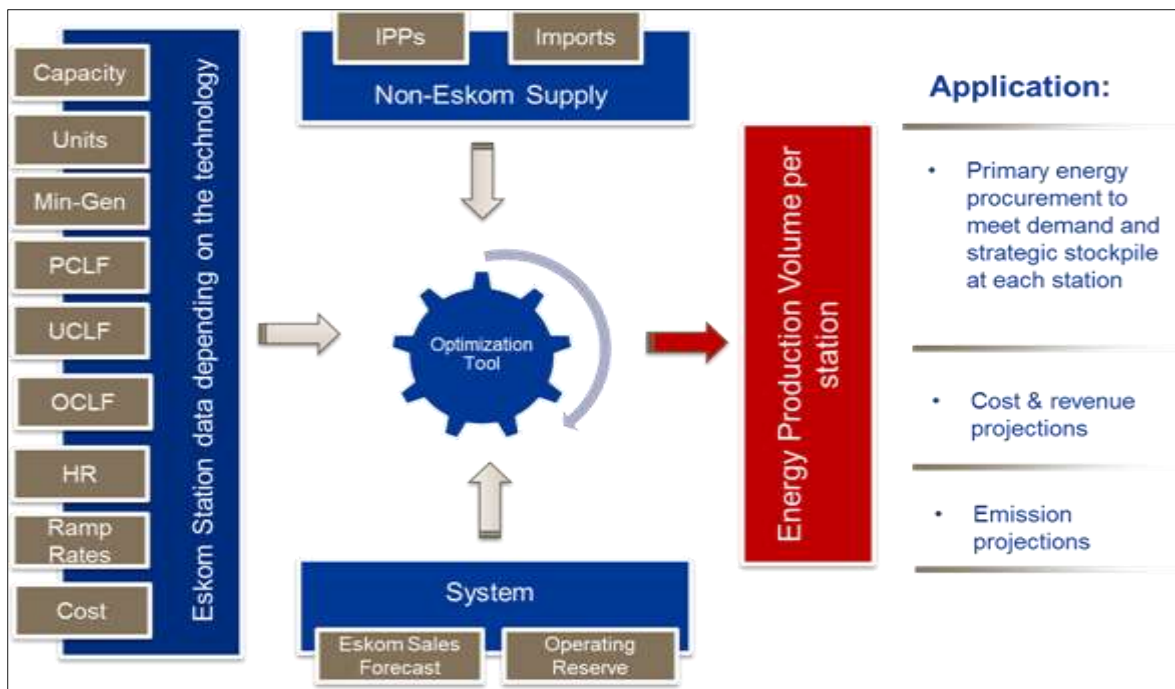 Capacity
Units
Min-Gen
PCLF
UCLF
OCLF
HR
Ramp
Rates
Cost
Eskom Station data depending on the technology
IPPs
Imports
Non-Eskom Supply
Optimization
Tool
System
Eskom Sales
Forecast
Operating
Reserve
Energy Production Volume per
station
Application:
• Primary energy
procurement to
meet demand and
strategic stockpile
at each station
• Cost & revenue
projections
• Emission
projections